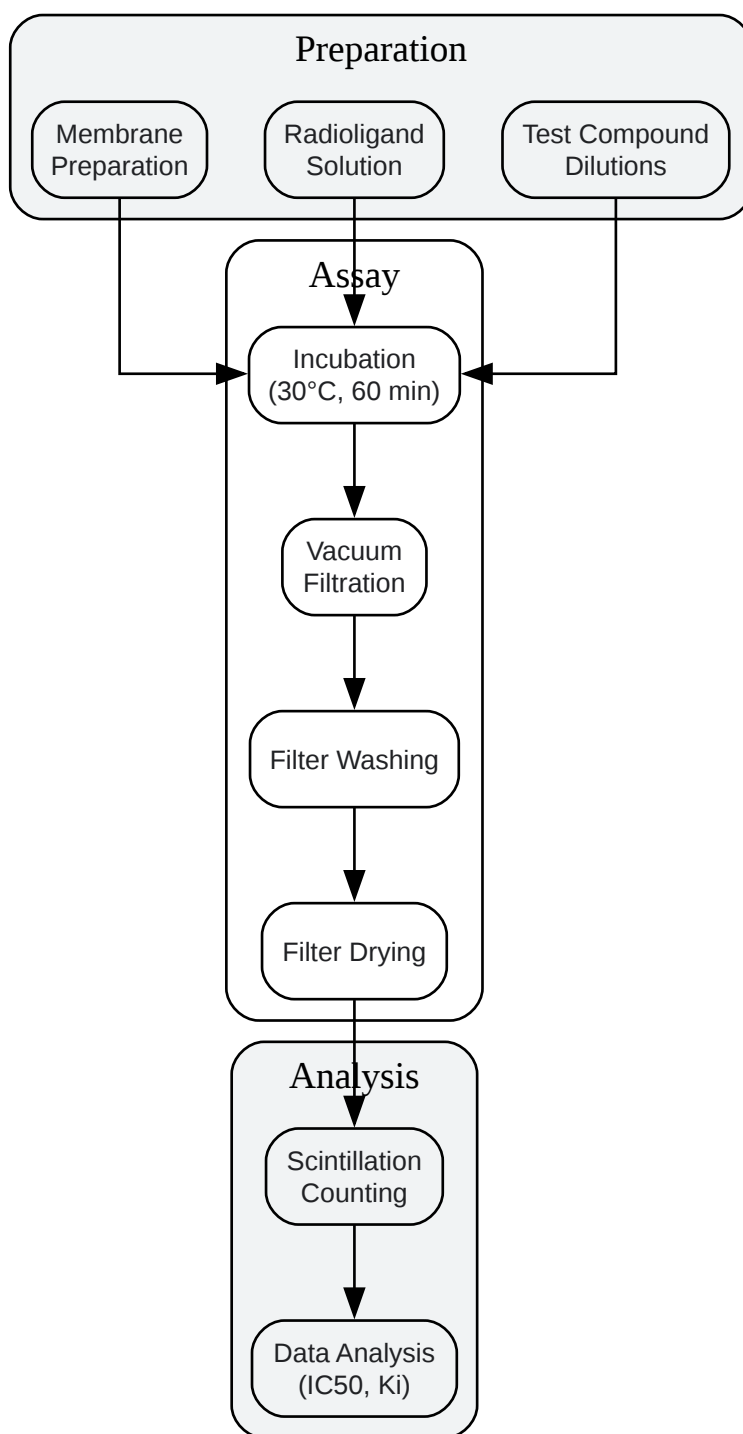 Preparation
Membrane
Preparation
Radioligand
Solution
Test Compound
Dilutions
Assay
Incubation
(30°C, 60 min)
Vacuum
Filtration
Filter Washing
Filter Drying
Analysis
Scintillation
Counting
Data Analysis
(IC50, Ki)